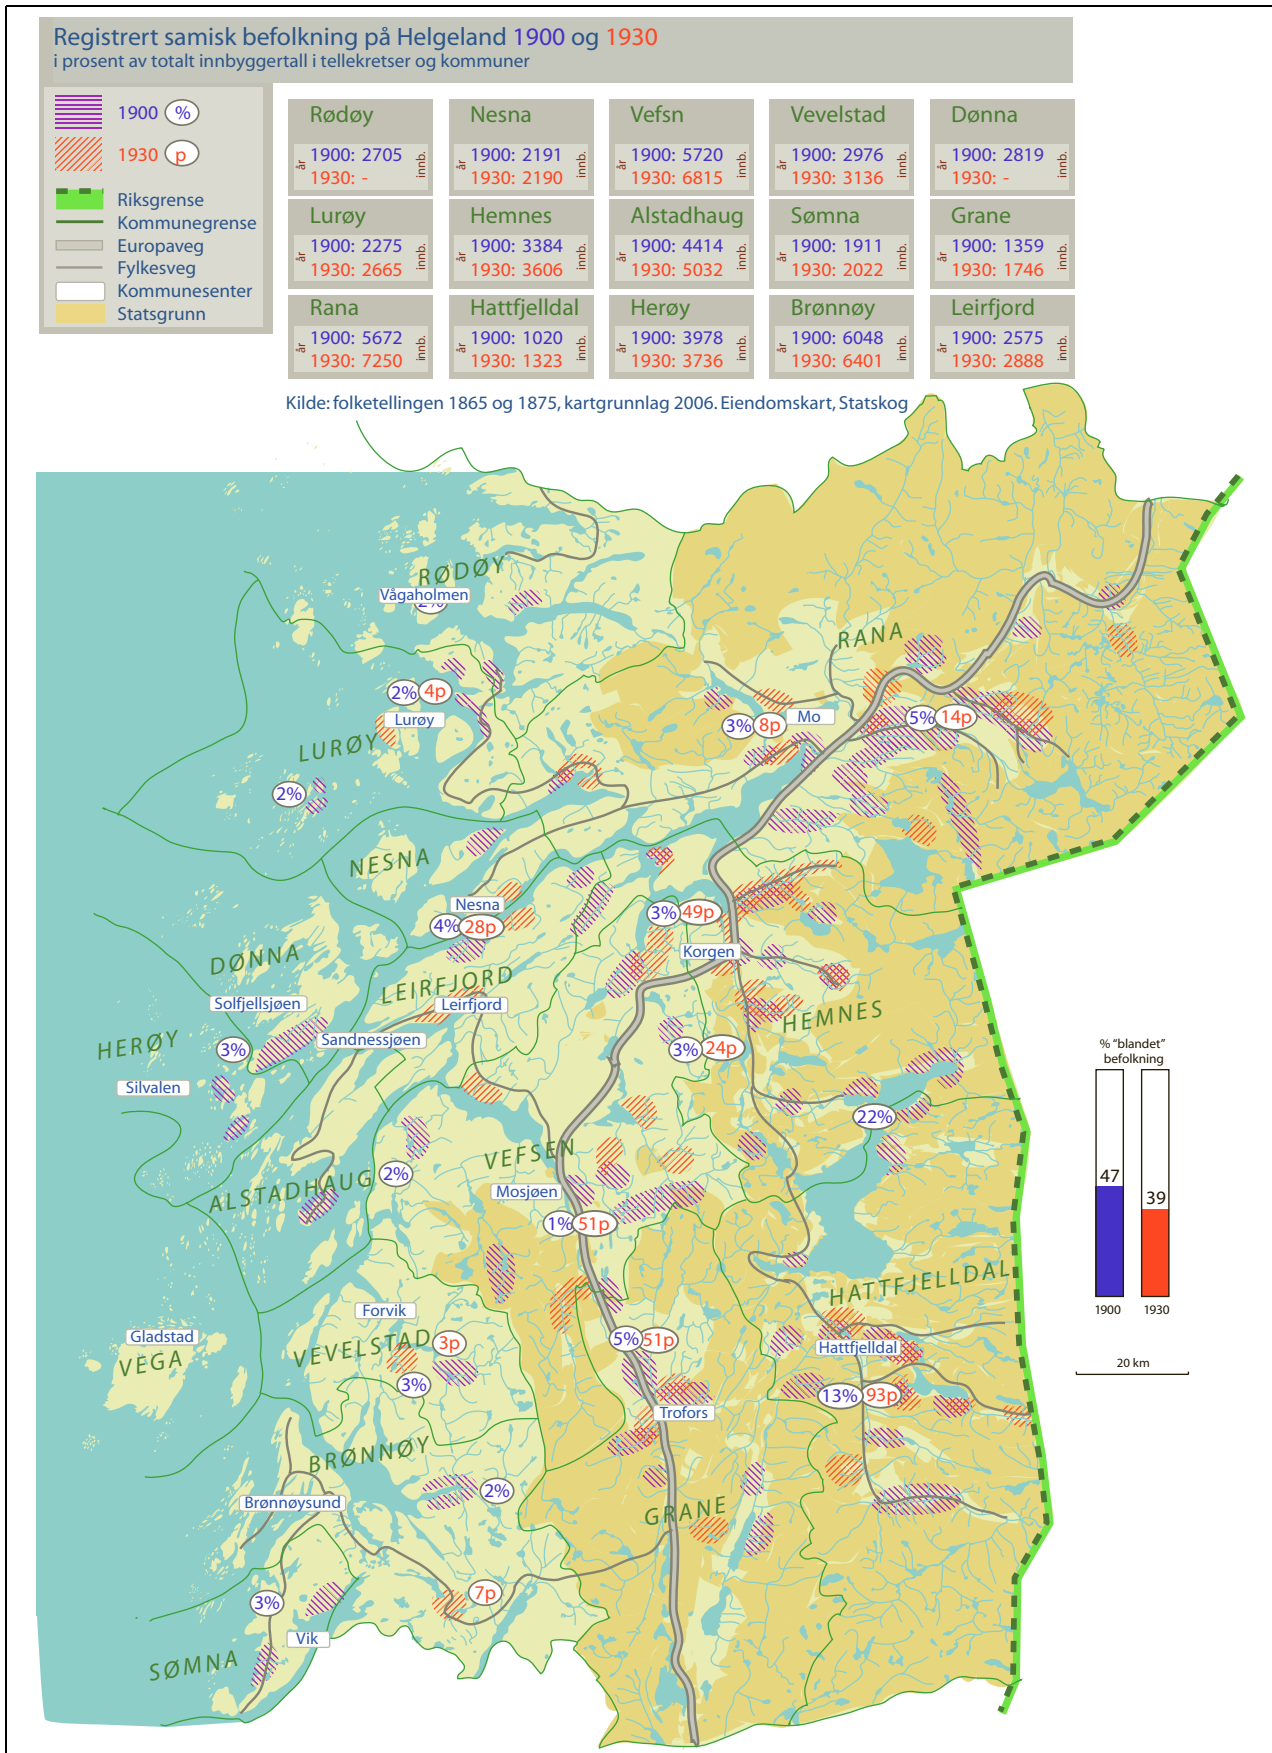 Registrert samisk befolkning på Helgeland 1900 og 1930
i prosent av totalt innbyggertall i tellekretser og kommuner
1900 %
1930 p
Riksgrense
Kommunegrense
Europaveg
Fylkesveg
Kommunesenter
Statsgrunn
Rødøy
år 1900: 2705 innb.
1930: -
Nesna
år 1900: 2191 innb.
1930: 2190
Vefsn
år 1900: 5720 innb.
1930: 6815
Vevelstad
år 1900: 2976 innb.
1930: 3136
Dønna
år 1900: 2819 innb.
1930: -
Lurøy
år 1900: 2275 innb.
1930: 2665
Hemnes
år 1900: 3384 innb.
1930: 3606
Alstadhaug
år 1900: 4414 innb.
1930: 5032
Sømna
år 1900: 1911 innb.
1930: 2022
Grane
år 1900: 1359 innb.
1930: 1746
Rana
år 1900: 5672 innb.
1930: 7250
Hattfjelldal
år 1900: 1020 innb.
1930: 1323
Herøy
år 1900: 3978 innb.
1930: 3736
Brønnøy
år 1900: 6048 innb.
1930: 6401
Leirfjord
år 1900: 2575 innb.
1930: 2888
Kilde: folketellingen 1865 og 1875, kartgrunnlag 2006. Eiendomskart, Statskog
RØDØY
Vågaholmen
2%
RANA
2% 4p
Lurøy
LURØY
3% 8p
Mo
5% 14p
2%
NESNA
Nesna
4% 28p
3% 49p
Korgen
DØNNA
Solfjellsjøen
LEIRFJORD
Leirfjord
HEMNES
HERØY
3%
Sandnessjøen
3% 24p
Silvalen
22%
ALSTADHAUG
2%
VEFSEN
Mosjøen
1% 51p
HATTFJELLDAL
Forvik
Gladstad
VEGA
VEVELSTAD
3p
3%
5% 51p
Hattfjelldal
13% 93p
Trofors
BRØNNØY
2%
Brønnøysund
GRANE
3%
7p
Vik
SØMNA
% "blandet"
befolkning
47
39
1900
1930
20 km